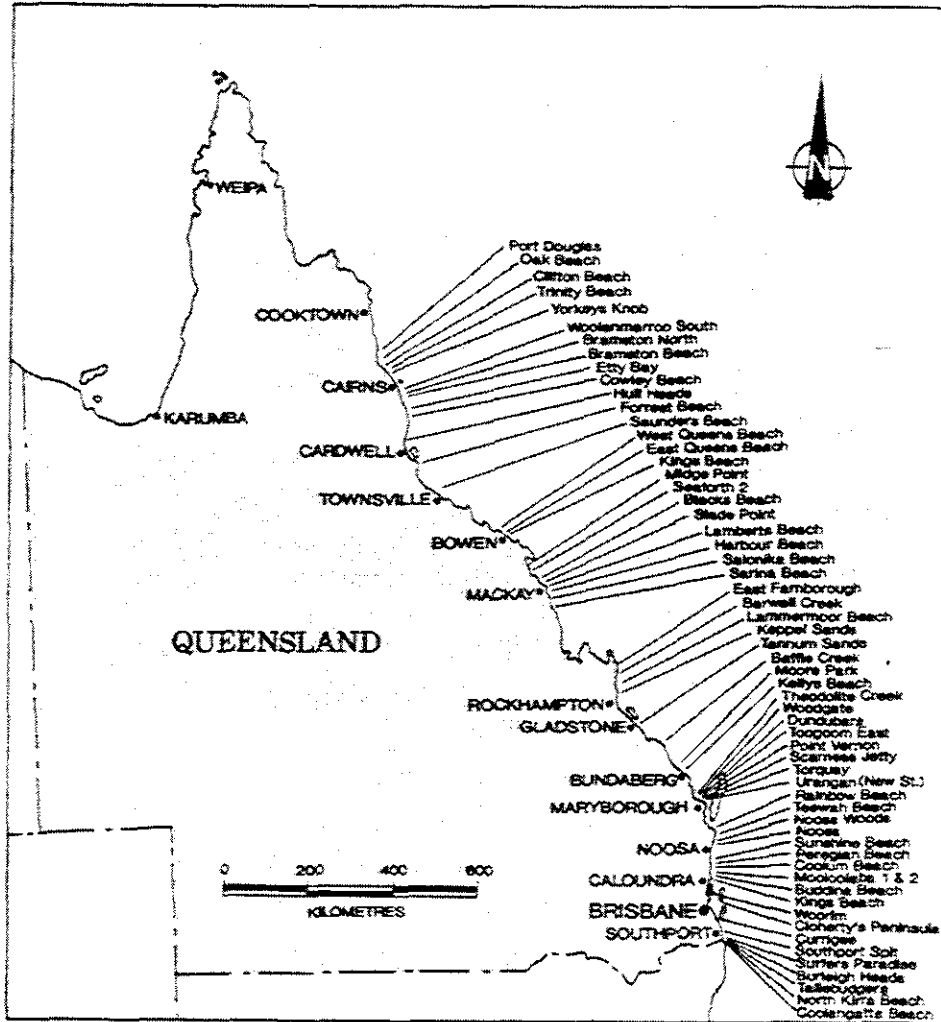 N
Port Douglas
Oak Beach
Clifton Beach
Trinity Beach
Yorkeys Knob
Woolanmarroo South
Bramston North
Bramston Beach
Etty Bay
Cowley Beach
Hull Heads
Forrest Beach
Saunders Beach
West Queens Beach
East Queens Beach
Kings Beach
Midge Point
Seaforth 2
Blacks Beach
Slade Point
Lamberts Beach
Harbour Beach
Salonika Beach
Sarina Beach
East Farnborough
Barwell Creek
Lammermoor Beach
Keppel Sands
Tannum Sands
Baffle Creek
Moore Park
Kellys Beach
Theodolite Creek
Woodgate
Dundubara
Toogoom East
Point Vernon
Scarness Jetty
Torquay
Urangan (New St.)
Rainbow Beach
Teewah Beach
Noosa Woods
Noosa
Sunshine Beach
Peregian Beach
Coolum Beach
Mooloolaba 1 & 2
Buddina Beach
Kings Beach
Woorim
Cloherty's Peninsula
Currigee
Southport Spit
Surfers Paradise
Burleigh Heads
Tallebudgera
North Kirra Beach
Coolangatta Beach
WEIPA
COOKTOWN
CAIRNS
KARUMBA
CARDWELL
TOWNSVILLE
BOWEN
MACKAY
QUEENSLAND
ROCKHAMPTON
GLADSTONE
BUNDABERG
MARYBOROUGH
NOOSA
CALOUNDRA
BRISBANE
SOUTHPORT
0 200 400 600
KILOMETRES